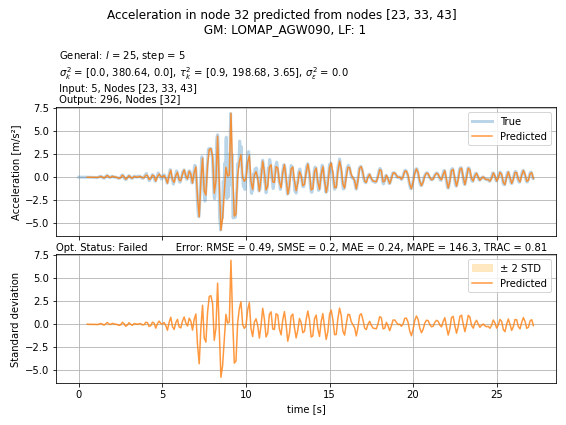 Acceleration in node 32 predicted from nodes [23, 33, 43]
GM: LOMAP_AGW090, LF: 1
General: l = 25, step = 5
σ²ₖ = [0.0, 380.64, 0.0], τ²ₖ = [0.9, 198.68, 3.65], σ²ε = 0.0
Input: 5, Nodes [23, 33, 43]
Output: 296, Nodes [32]
7.5
5.0
2.5
0.0
−2.5
−5.0
Acceleration [m/s²]
True
Predicted
Opt. Status: Failed
Error: RMSE = 0.49, SMSE = 0.2, MAE = 0.24, MAPE = 146.3, TRAC = 0.81
7.5
5.0
2.5
0.0
−2.5
−5.0
Standard deviation
± 2 STD
Predicted
0 5 10 15 20 25
time [s]